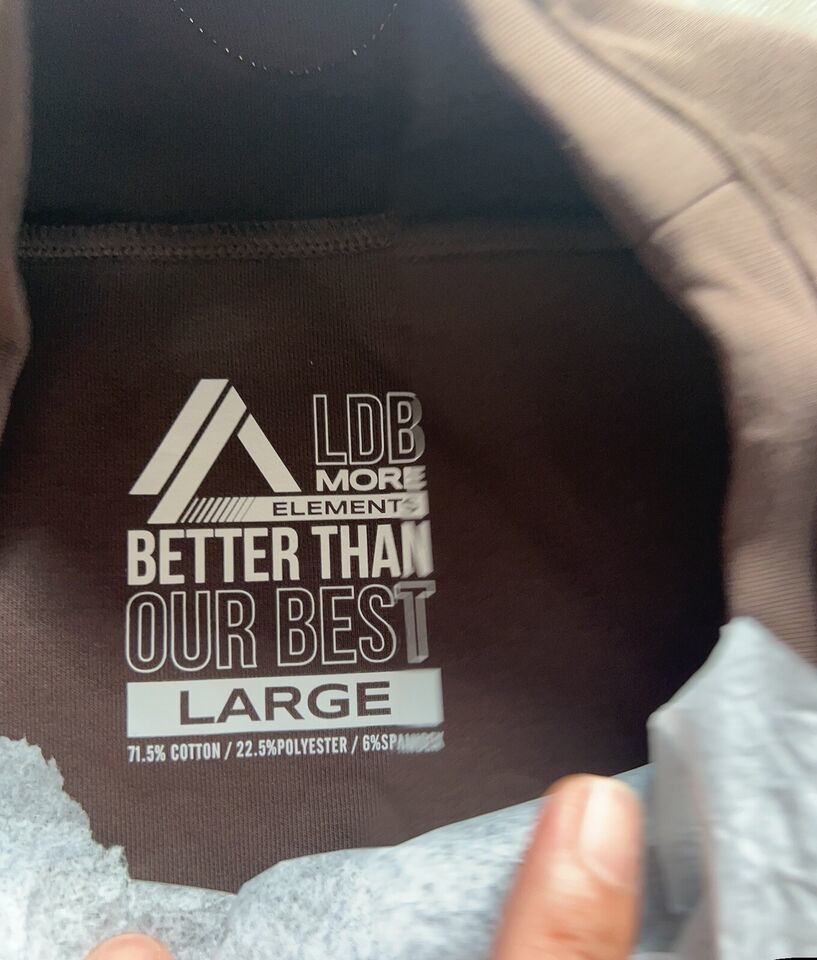 LDB
MORE
ELEMENTS
BETTER THAN
OUR BEST
LARGE
71.5% COTTON / 22.5%POLYESTER / 6%